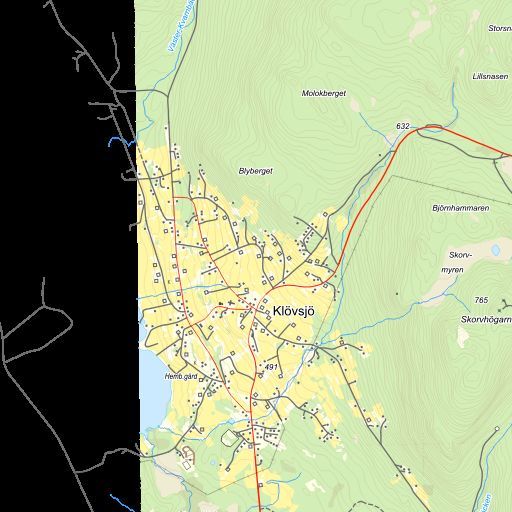 Storsn
Lillsnasen
Molokberget
632
Blyberget
Björnhammaren
Skorv-
myren
765
Skorvhögarn
Klövsjö
491
Hemb.gård